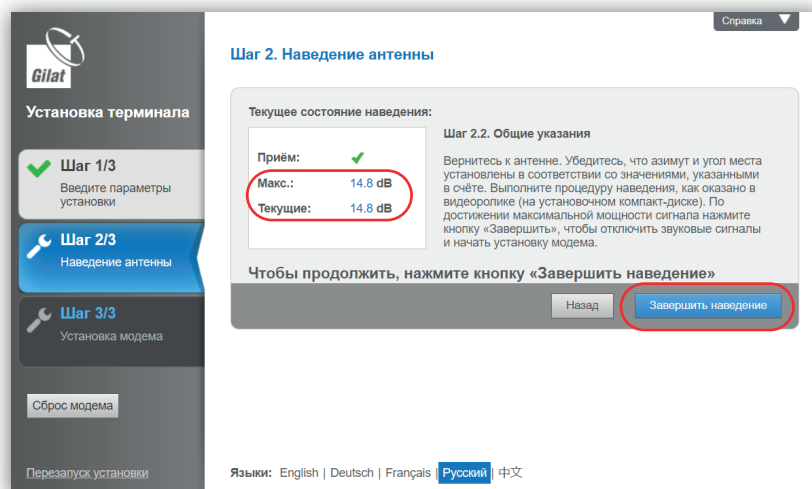 Справка
Gilat
Установка терминала
Шаг 1/3
Введите параметры
установки
Шаг 2/3
Наведение антенны
Шаг 3/3
Установка модема
Сброс модема
Перезапуск установки
Шаг 2. Наведение антенны
Текущее состояние наведения:
Приём:
Макс.: 14.8 dB
Текущие: 14.8 dB
Шаг 2.2. Общие указания
Вернитесь к антенне. Убедитесь, что азимут и угол места
установлены в соответствии со значениями, указанными
в счёте. Выполните процедуру наведения, как оказано в
видеоролике (на установочном компакт-диске). По
достижении максимальной мощности сигнала нажмите
кнопку «Завершить», чтобы отключить звуковые сигналы
и начать установку модема.
Чтобы продолжить, нажмите кнопку «Завершить наведение»
Назад
Завершить наведение
Языки: English | Deutsch | Français | Русский | 中文